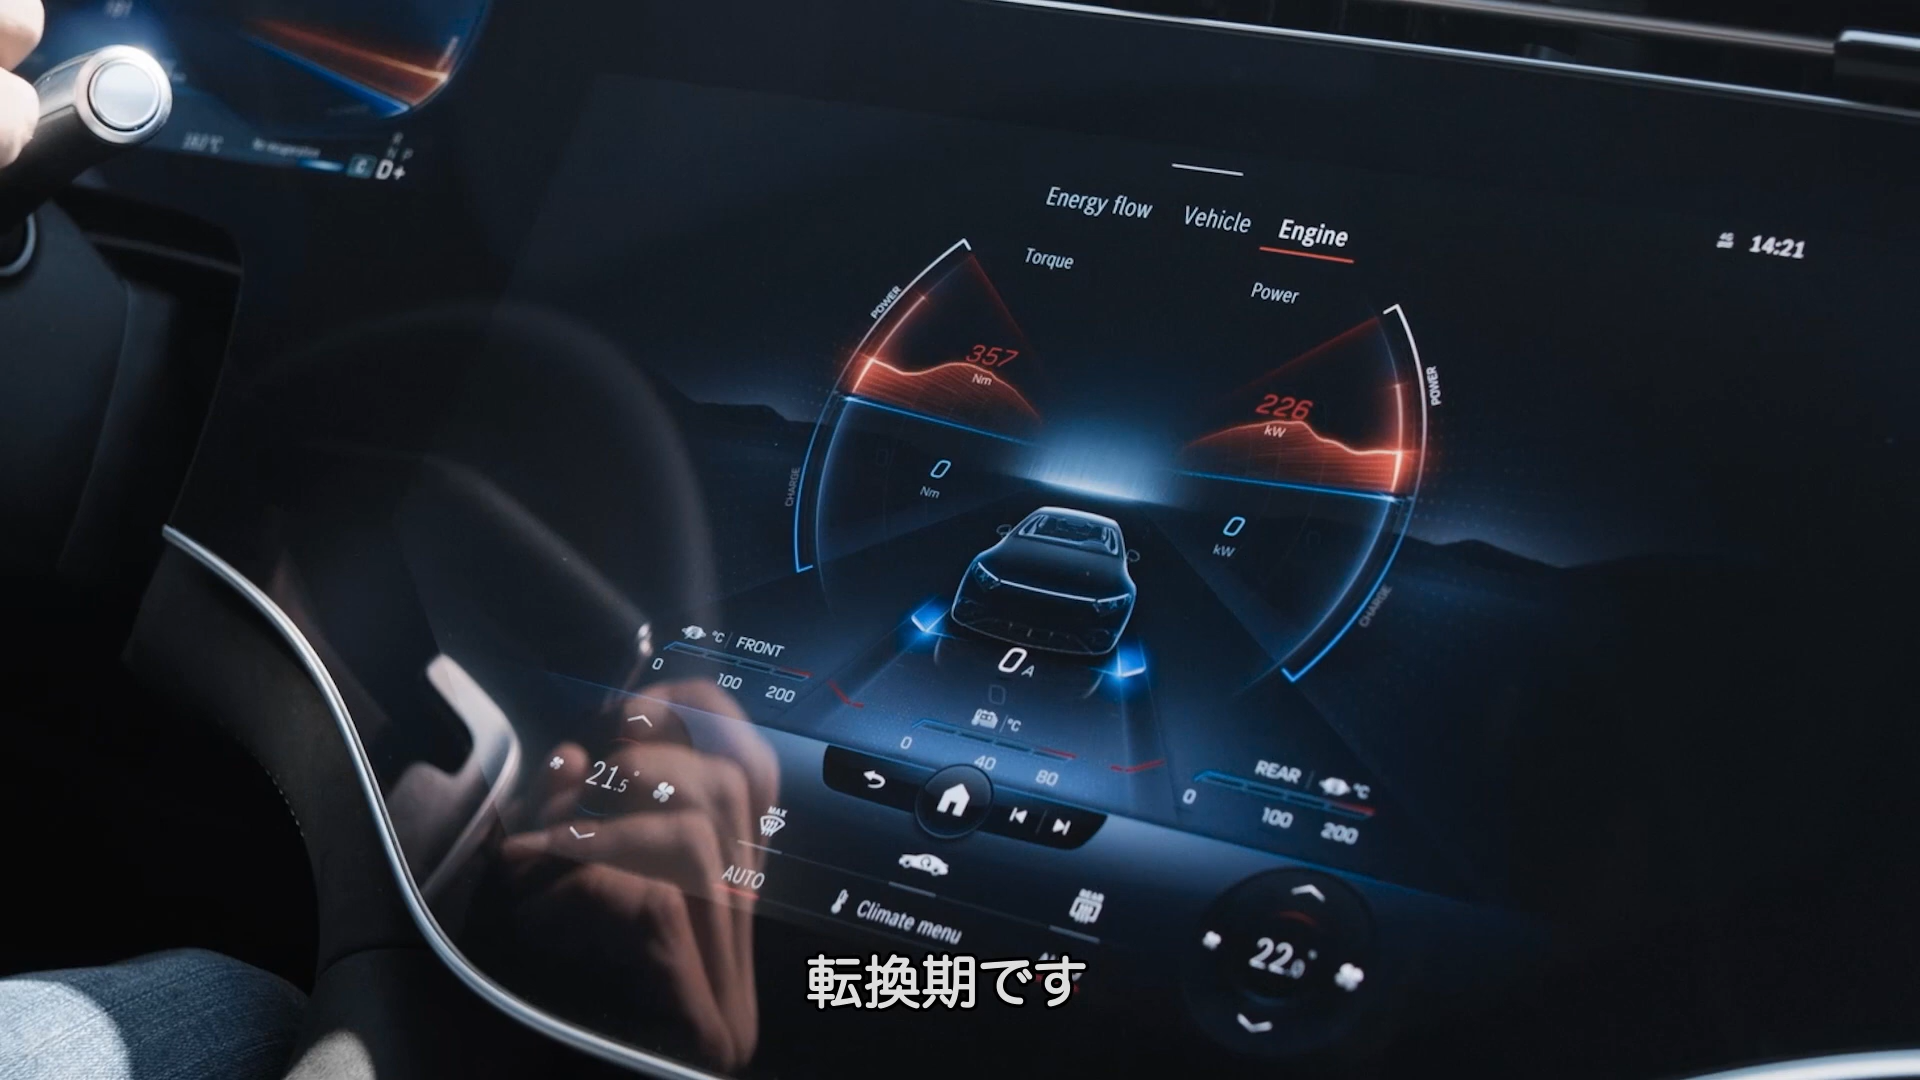 D+
Energy flow
Vehicle
Engine
14:21
Torque
Power
POWER
POWER
357
Nm
226
kW
0
Nm
0
kW
CHARGE
CHARGE
°C FRONT
0 100 200
0 A
°C
0 40 80
REAR °C
0 100 200
21.5°
MAX
AUTO
Climate menu
REAR
22.0°
転換期です